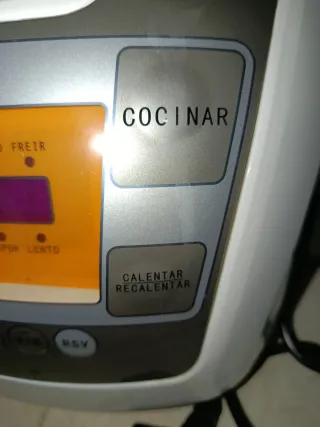 COCINAR
FREIR
LENTO
CALENTAR
RECALENTAR
RSV